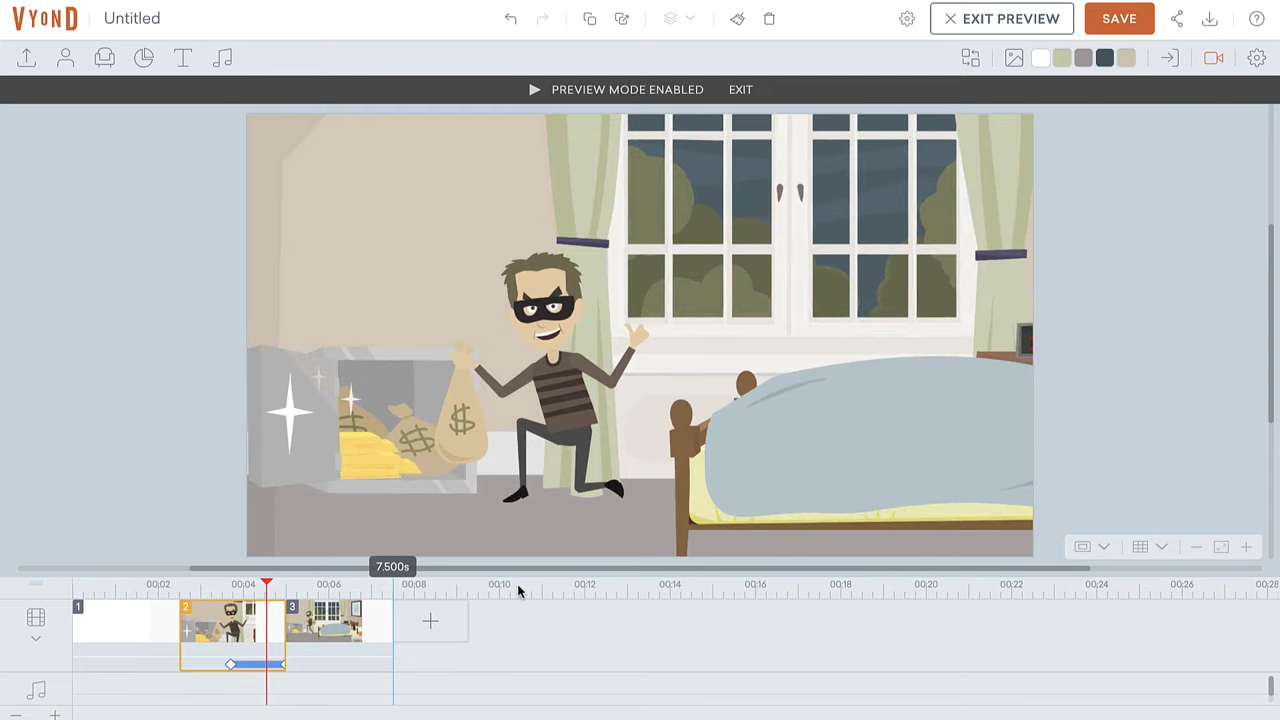 VYOND Untitled EXIT PREVIEW SAVE
PREVIEW MODE ENABLED EXIT
$ $ $
7.500s
00:02 00:04 00:06 00:08 00:10 00:12 00:14 00:16 00:18 00:20 00:22 00:24 00:26 00:28
1 2 3